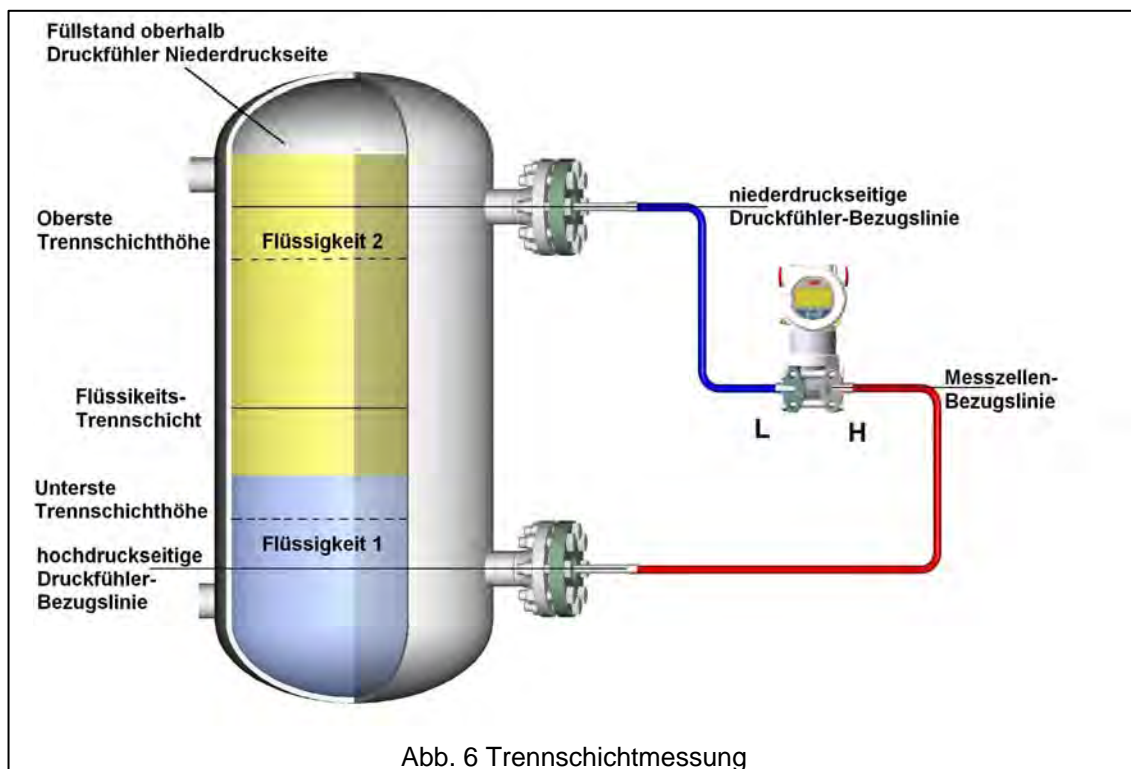 Füllstand oberhalb
Druckfühler Niederdruckseite
niederdruckseitige
Druckfühler-Bezugslinie
Oberste
Trennschichthöhe
Flüssigkeit 2
Messzellen-
Bezugslinie
Flüssikeits-
Trennschicht
L
H
Unterste
Trennschichthöhe
Flüssigkeit 1
hochdruckseitige
Druckfühler-
Bezugslinie
Abb. 6 Trennschichtmessung